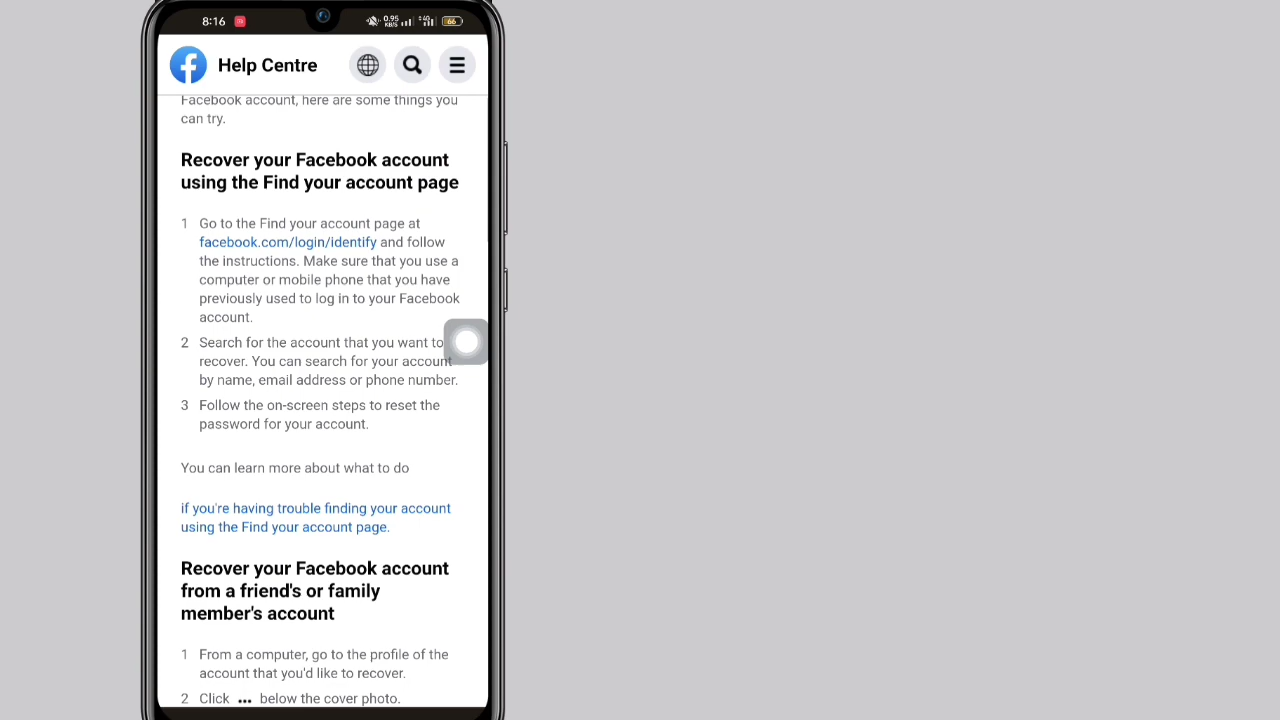 8:16
0.95
KB/S
4G
66
Help Centre
Facebook account, here are some things you
can try.
Recover your Facebook account
using the Find your account page
1 Go to the Find your account page at
facebook.com/login/identify and follow
the instructions. Make sure that you use a
computer or mobile phone that you have
previously used to log in to your Facebook
account.
2 Search for the account that you want to
recover. You can search for your account
by name, email address or phone number.
3 Follow the on-screen steps to reset the
password for your account.
You can learn more about what to do
if you're having trouble finding your account
using the Find your account page.
Recover your Facebook account
from a friend's or family
member's account
1 From a computer, go to the profile of the
account that you'd like to recover.
2 Click ... below the cover photo.